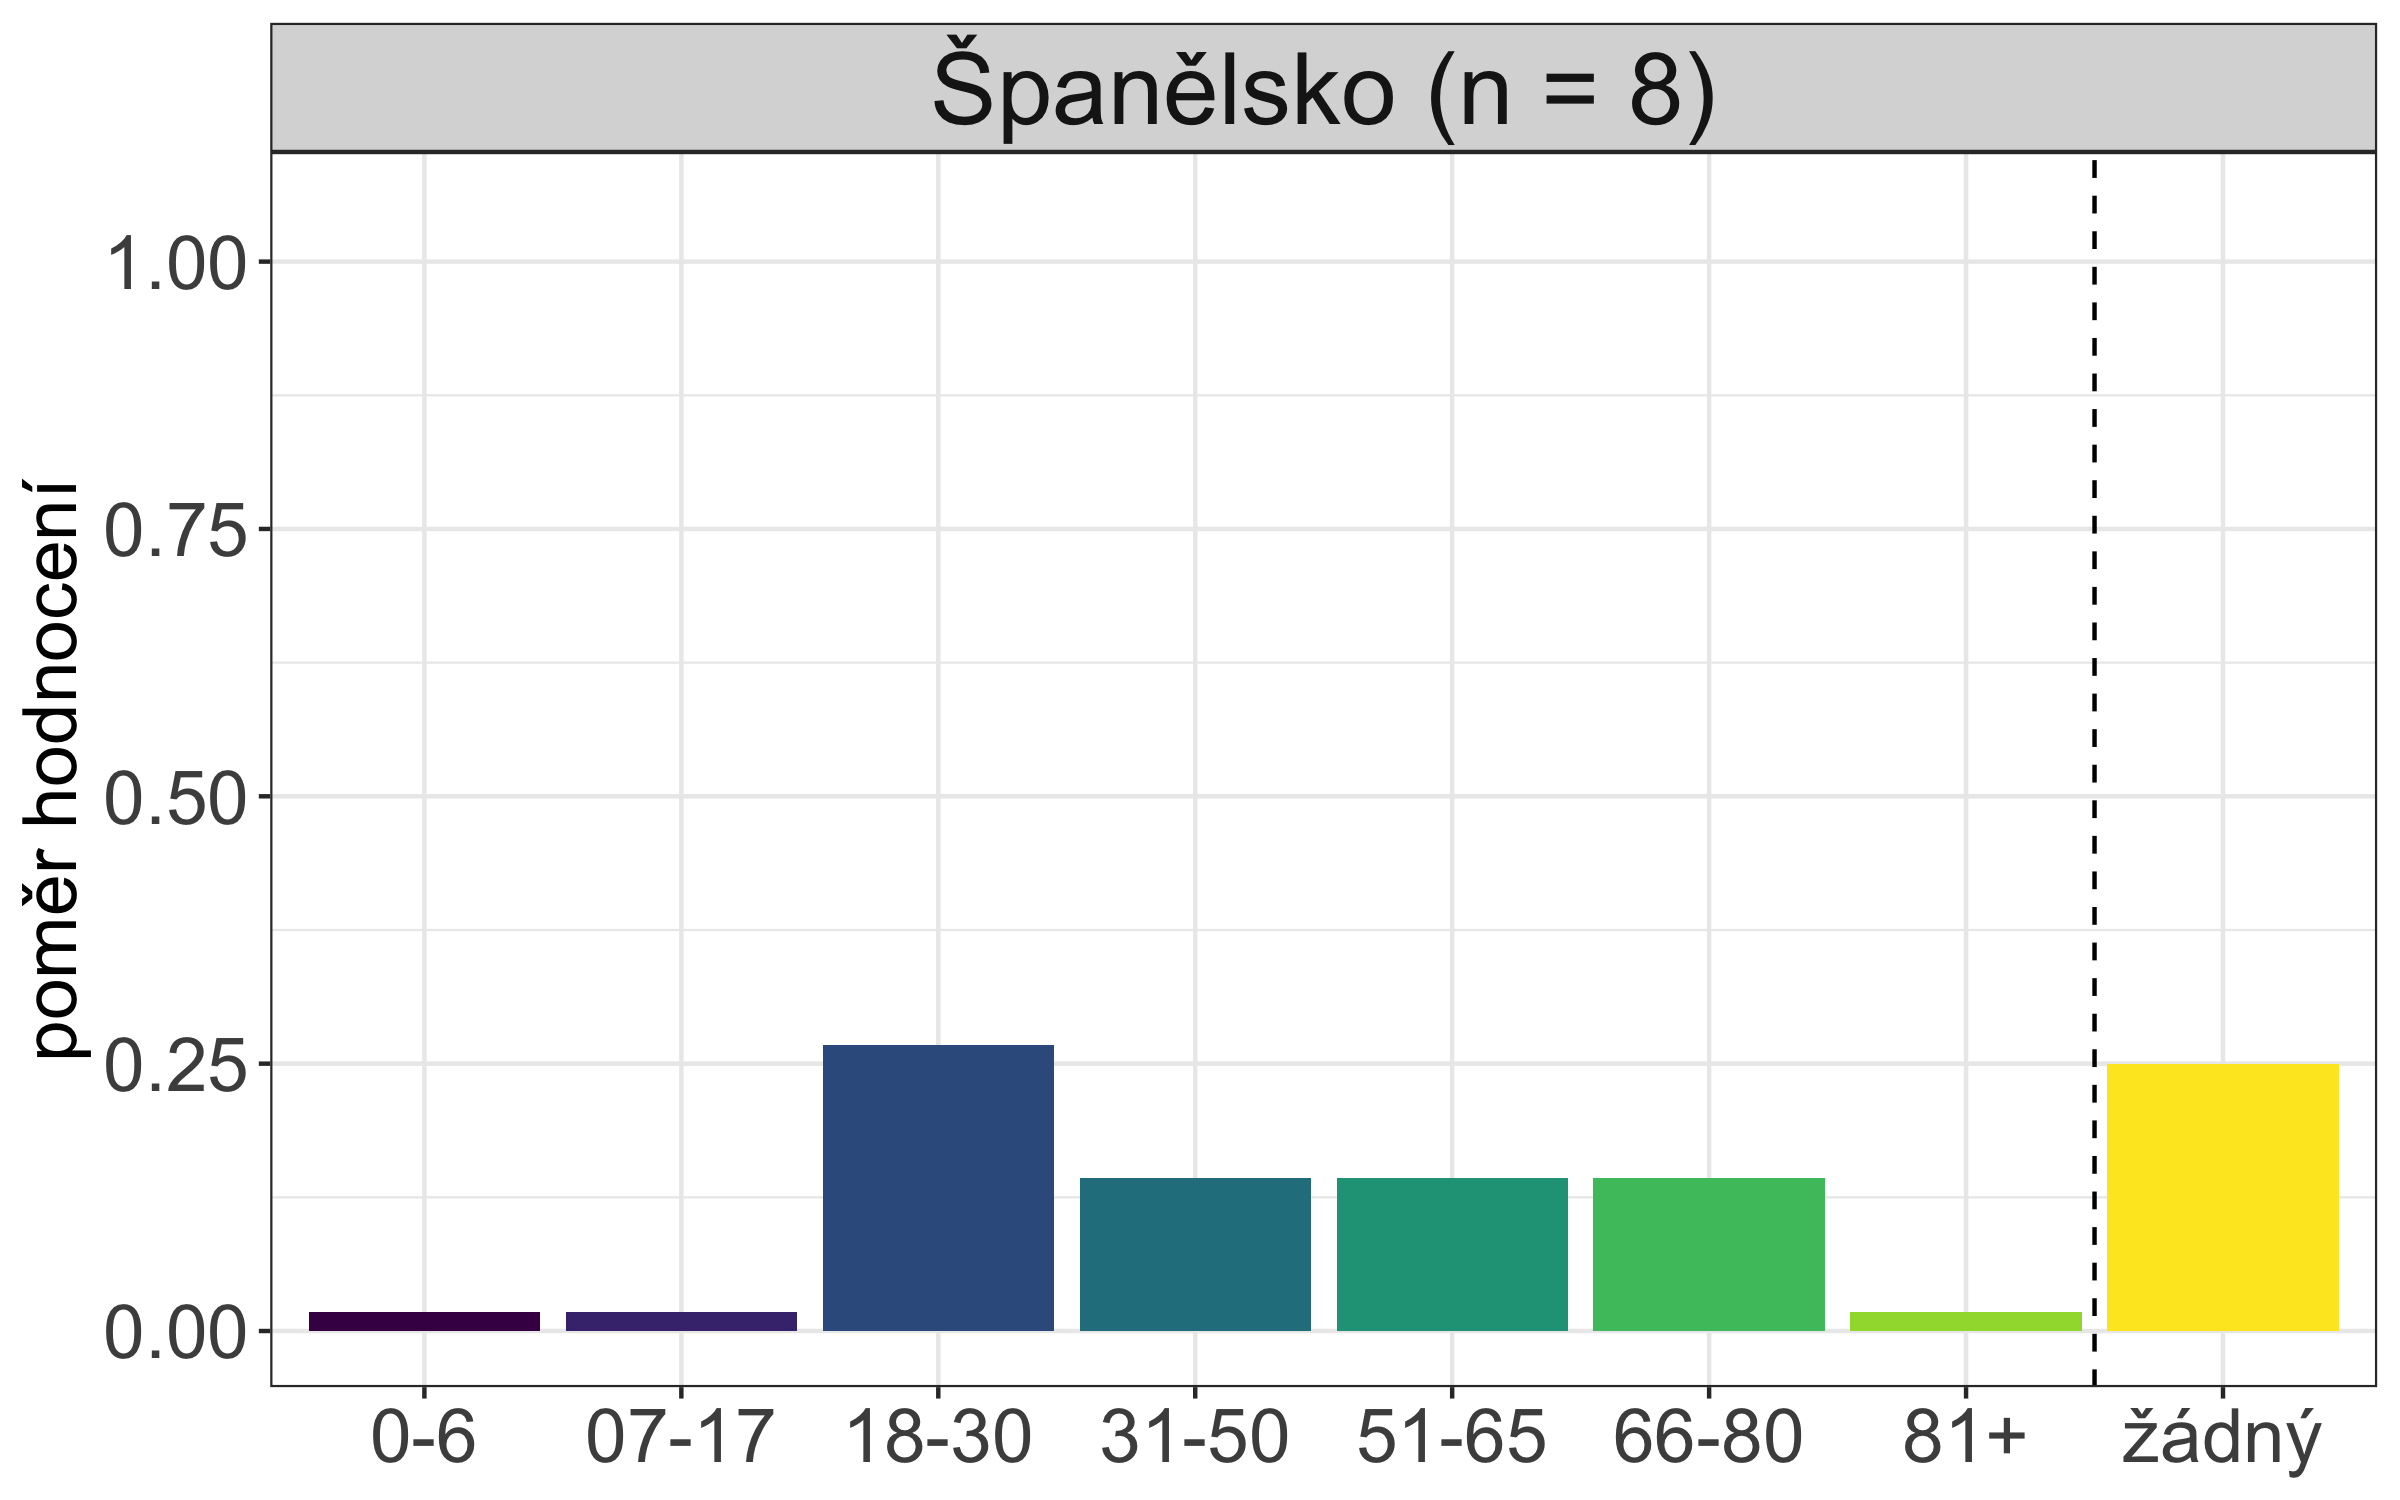 Španělsko (n = 8)
poměr hodnocení
1.00
0.75
0.50
0.25
0.00
0-6 07-17 18-30 31-50 51-65 66-80 81+ žádný